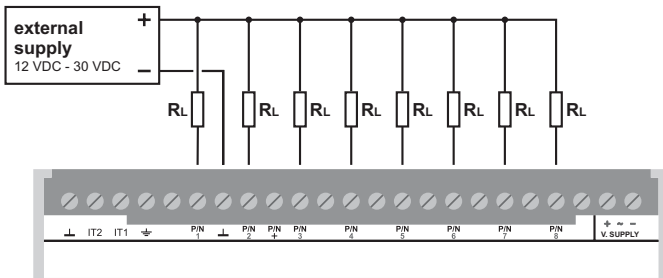 external
supply
12 VDC - 30 VDC
+
−
RL RL RL RL RL RL RL RL
⊥ IT2 IT1 ⏚ P/N 1 ⊥ P/N 2 P/N + P/N 3 P/N 4 P/N 5 P/N 6 P/N 7 P/N 8 + ~ −
V. SUPPLY